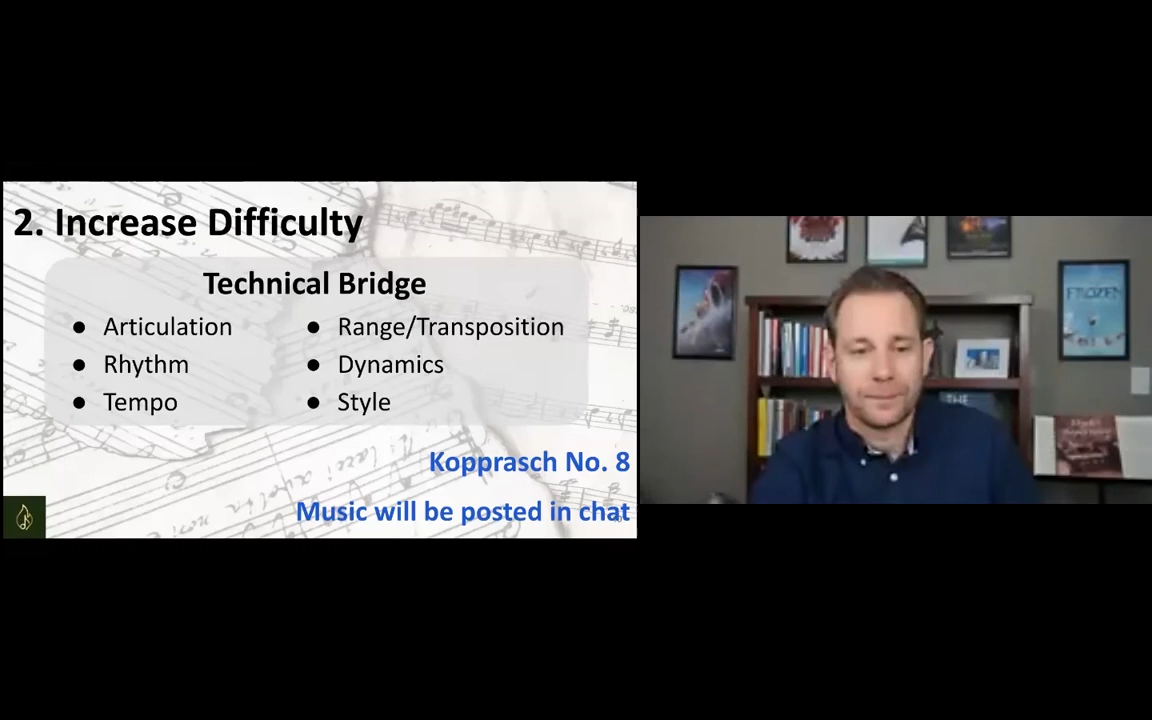 2. Increase Difficulty
Technical Bridge
● Articulation
● Rhythm
● Tempo
● Range/Transposition
● Dynamics
● Style
Kopprasch No. 8
Music will be posted in chat
FROZEN
THE